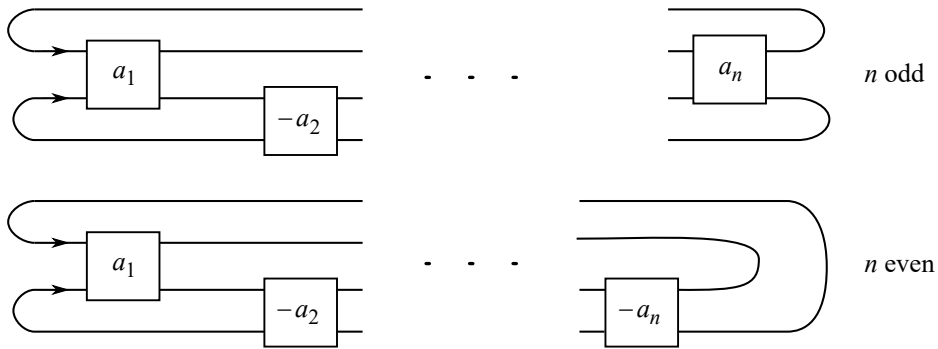 a₁ −a₂ · · · aₙ n odd
a₁ −a₂ · · · −aₙ n even